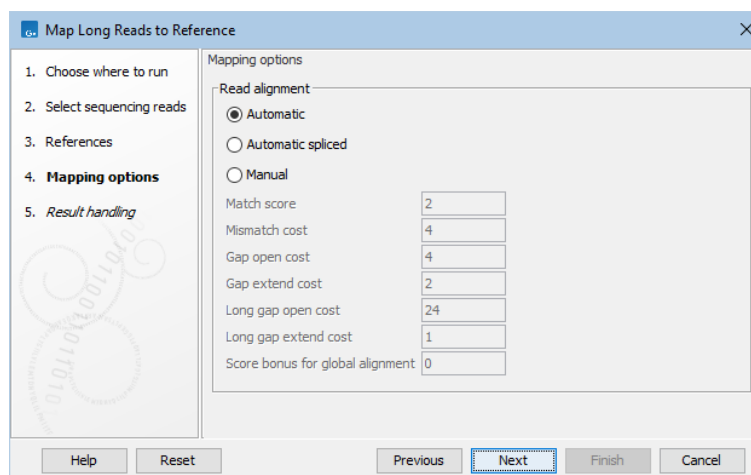 Map Long Reads to Reference
1. Choose where to run
2. Select sequencing reads
3. References
4. Mapping options
5. Result handling
Mapping options
Read alignment
Automatic
Automatic spliced
Manual
Match score 2
Mismatch cost 4
Gap open cost 4
Gap extend cost 2
Long gap open cost 24
Long gap extend cost 1
Score bonus for global alignment 0
Help Reset Previous Next Finish Cancel